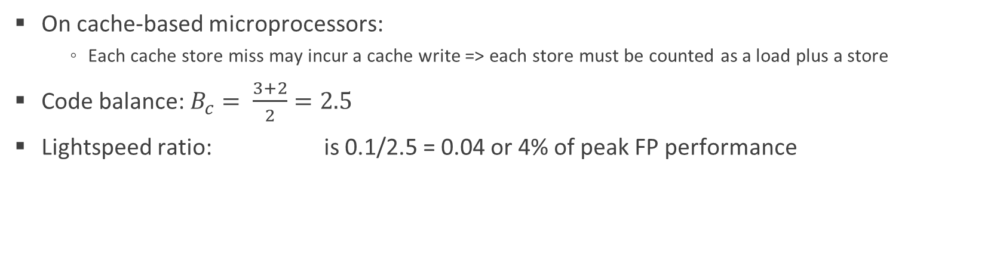 ▪ On cache-based microprocessors:
◦ Each cache store miss may incur a cache write => each store must be counted as a load plus a store
▪ Code balance: $B_c = \frac{3+2}{2} = 2.5$
▪ Lightspeed ratio: is 0.1/2.5 = 0.04 or 4% of peak FP performance